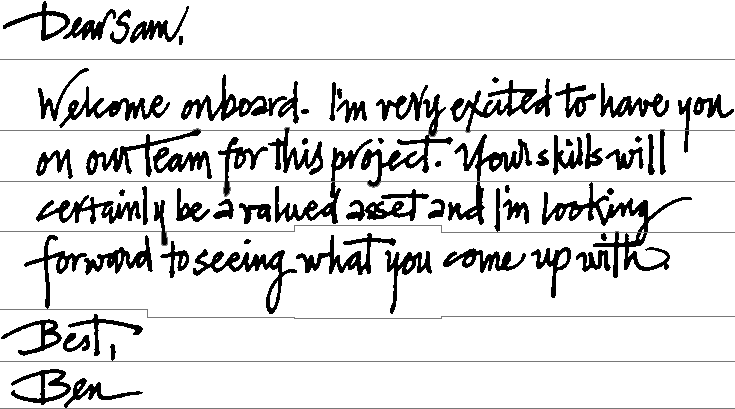 Dear Sam,
Welcome onboard. I'm very excited to have you
on our team for this project. Your skills will
certainly be a valued asset and I'm looking
forward to seeing what you come up with.
Best,
Ben